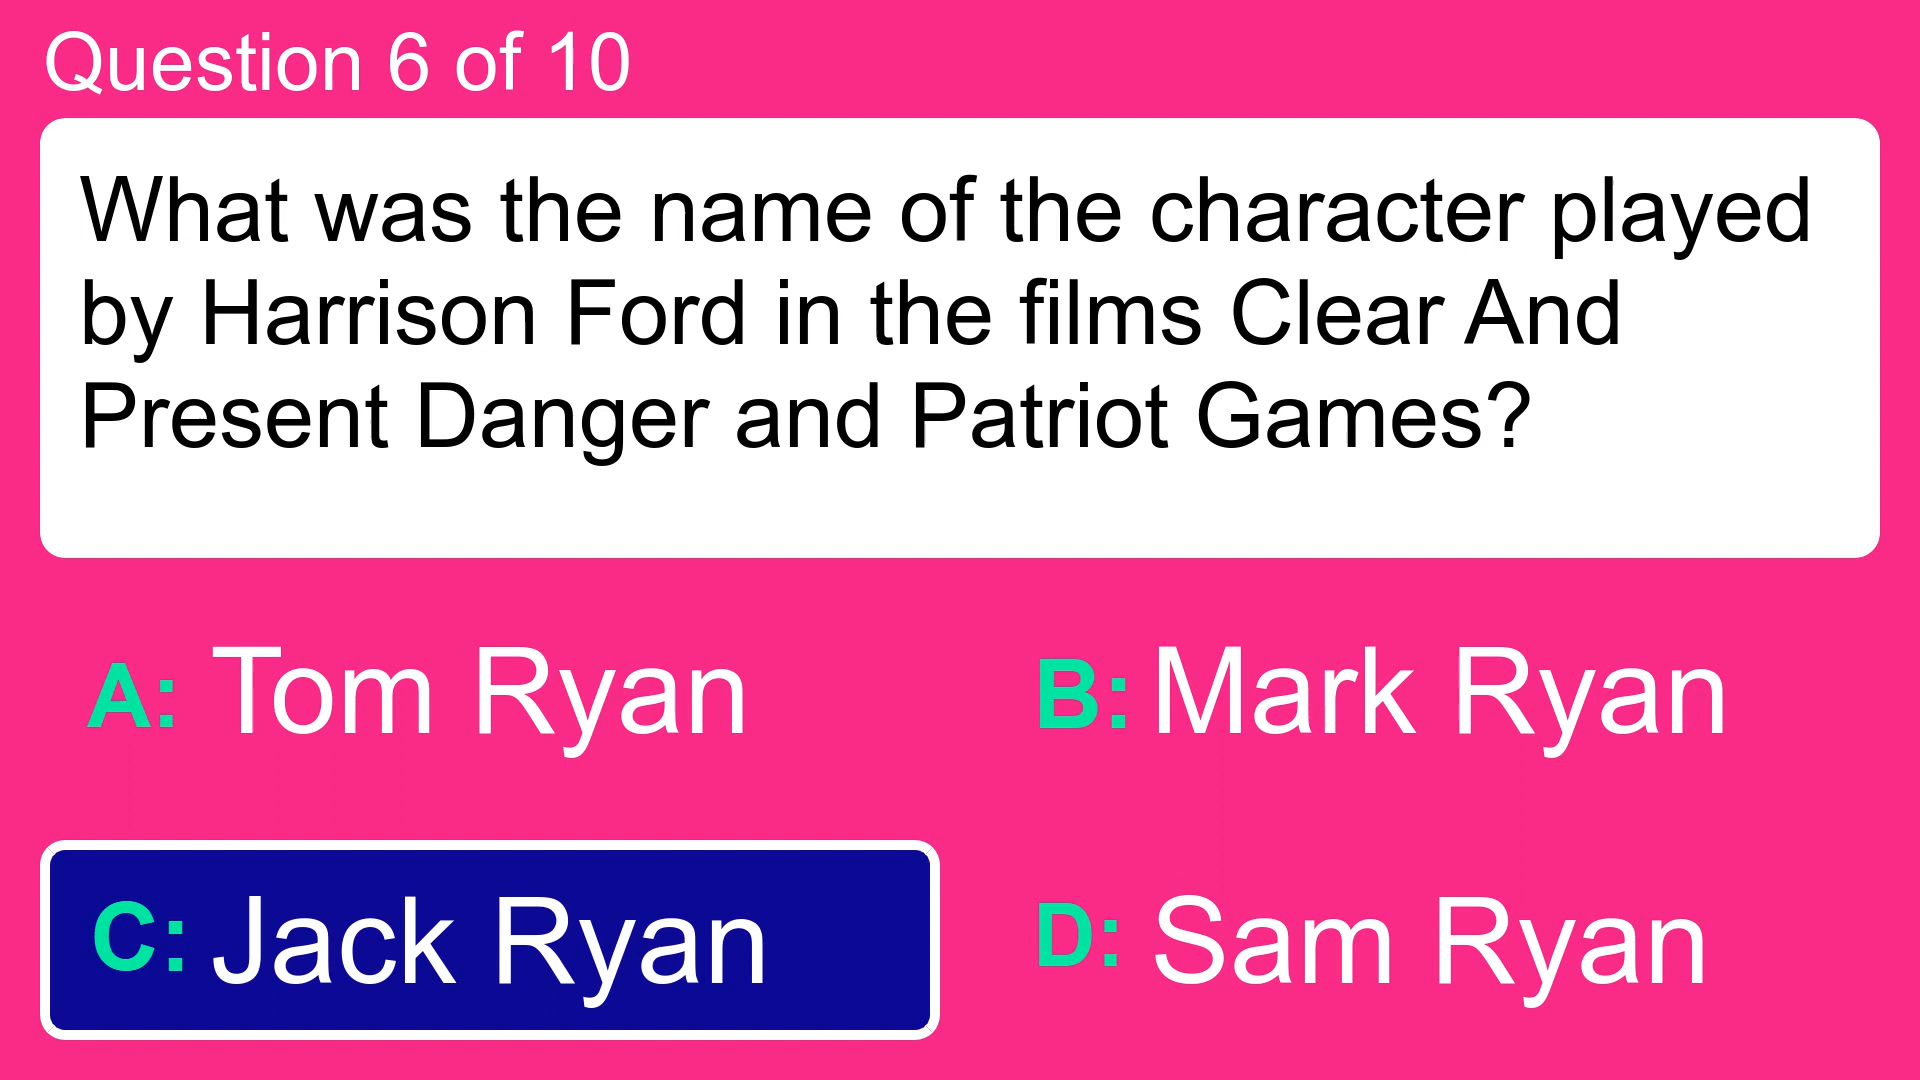 Question 6 of 10
What was the name of the character played
by Harrison Ford in the films Clear And
Present Danger and Patriot Games?
A: Tom Ryan
B: Mark Ryan
C: Jack Ryan
D: Sam Ryan